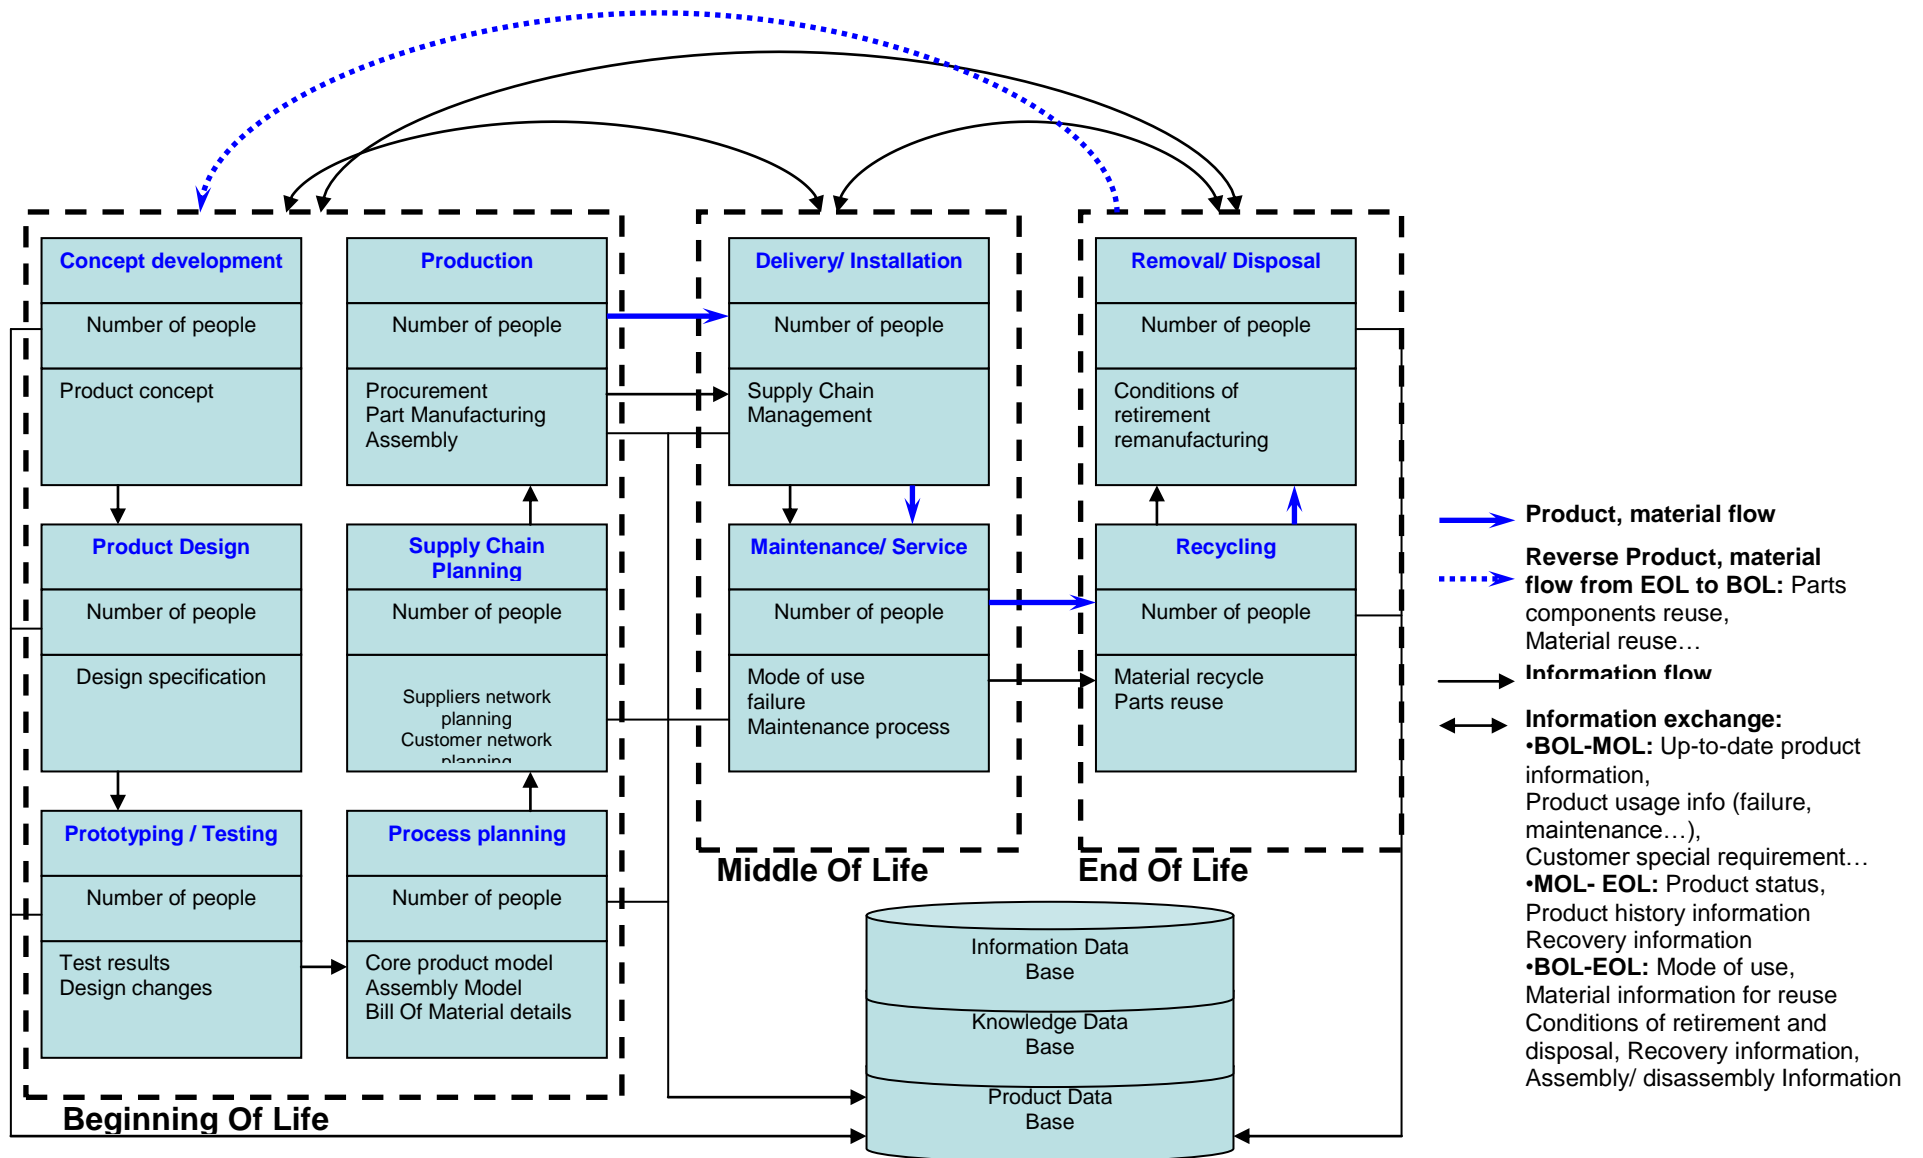 Concept development
Number of people
Product concept
Production
Number of people
Procurement
Part Manufacturing
Assembly
Delivery/ Installation
Number of people
Supply Chain
Management
Removal/ Disposal
Number of people
Conditions of
retirement
remanufacturing
Product Design
Number of people
Design specification
Supply Chain
Planning
Number of people
Suppliers network
planning
Customer network
planning
Maintenance/ Service
Number of people
Mode of use
failure
Maintenance process
Recycling
Number of people
Material recycle
Parts reuse
Prototyping / Testing
Number of people
Test results
Design changes
Process planning
Number of people
Core product model
Assembly Model
Bill Of Material details
Beginning Of Life
Middle Of Life
End Of Life
Information Data
Base
Knowledge Data
Base
Product Data
Base
Product, material flow
Reverse Product, material
flow from EOL to BOL: Parts
components reuse,
Material reuse…
Information flow
Information exchange:
•BOL-MOL: Up-to-date product
information,
Product usage info (failure,
maintenance…),
Customer special requirement…
•MOL- EOL: Product status,
Product history information
Recovery information
•BOL-EOL: Mode of use,
Material information for reuse
Conditions of retirement and
disposal, Recovery information,
Assembly/ disassembly Information